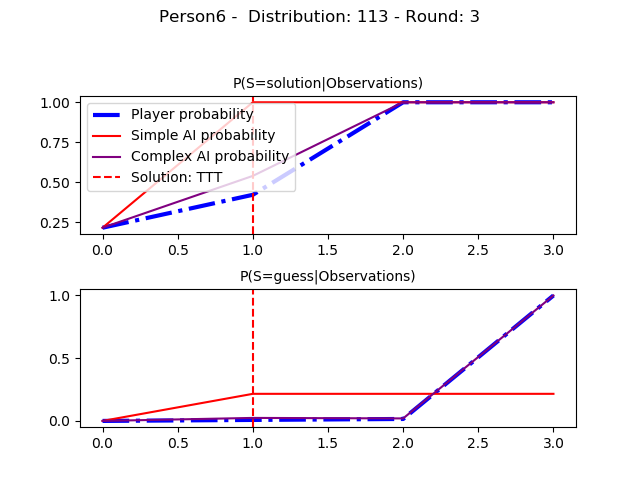 Person6 -  Distribution: 113 - Round: 3
P(S=solution|Observations)
1.00
0.75
0.50
0.25
Player probability
Simple AI probability
Complex AI probability
Solution: TTT
0.0 0.5 1.0 1.5 2.0 2.5 3.0
P(S=guess|Observations)
1.0
0.5
0.0
0.0 0.5 1.0 1.5 2.0 2.5 3.0